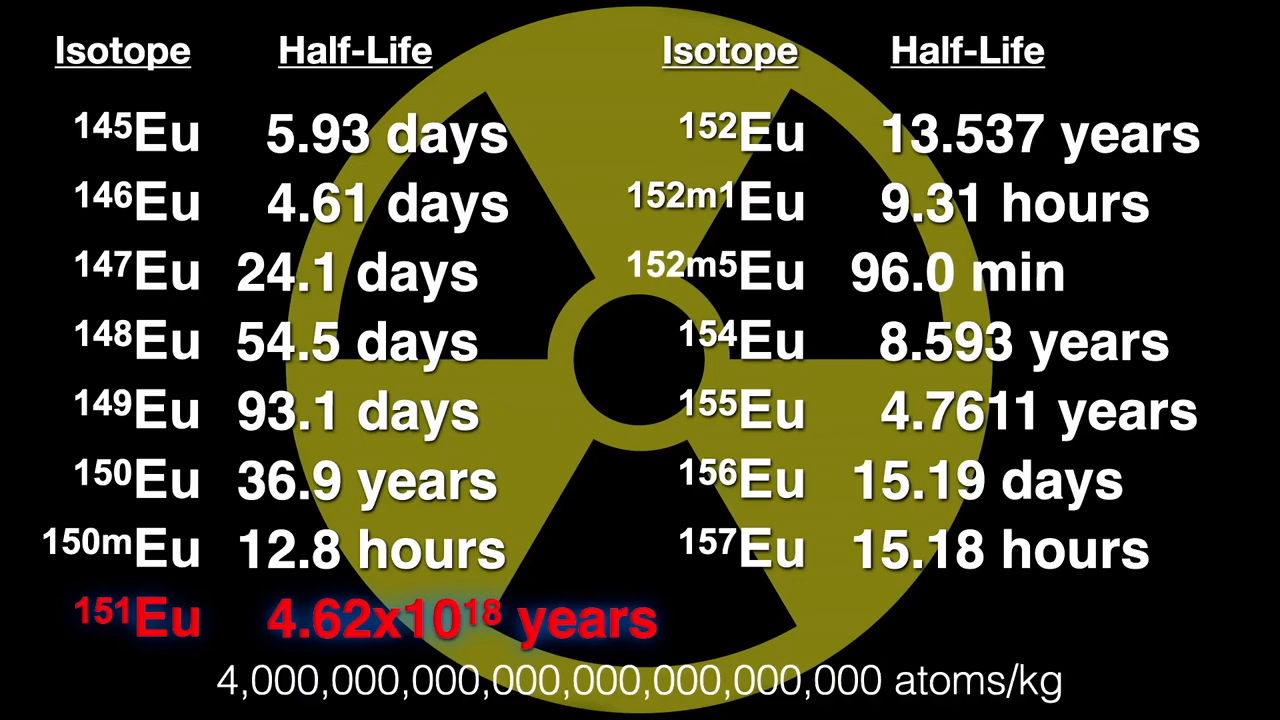 Isotope Half-Life Isotope Half-Life
¹⁴⁵Eu 5.93 days ¹⁵²Eu 13.537 years
¹⁴⁶Eu 4.61 days ¹⁵²ᵐ¹Eu 9.31 hours
¹⁴⁷Eu 24.1 days ¹⁵²ᵐ⁵Eu 96.0 min
¹⁴⁸Eu 54.5 days ¹⁵⁴Eu 8.593 years
¹⁴⁹Eu 93.1 days ¹⁵⁵Eu 4.7611 years
¹⁵⁰Eu 36.9 years ¹⁵⁶Eu 15.19 days
¹⁵⁰ᵐEu 12.8 hours ¹⁵⁷Eu 15.18 hours
¹⁵¹Eu 4.62x10¹⁸ years
4,000,000,000,000,000,000,000,000 atoms/kg